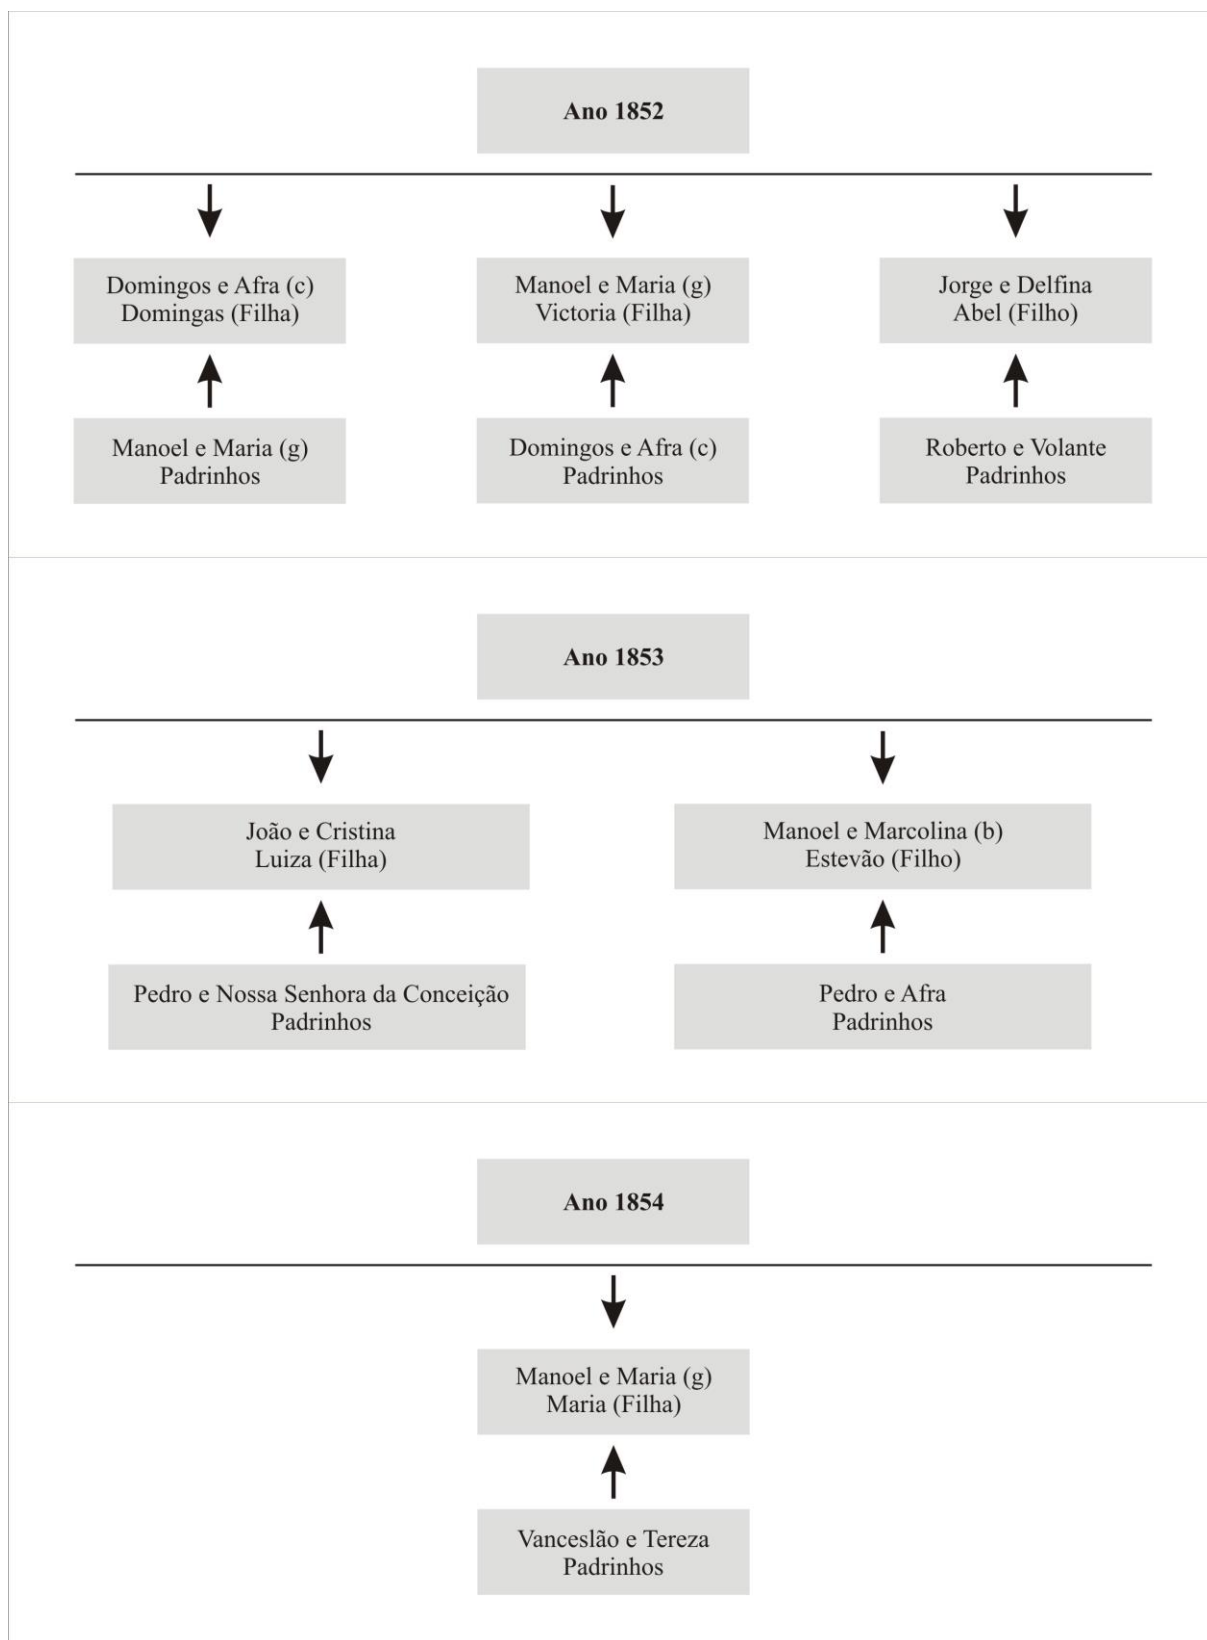 Ano 1852
Domingos e Afra (c)
Domingas (Filha)
Manoel e Maria (g)
Victoria (Filha)
Jorge e Delfina
Abel (Filho)
Manoel e Maria (g)
Padrinhos
Domingos e Afra (c)
Padrinhos
Roberto e Volante
Padrinhos
Ano 1853
João e Cristina
Luiza (Filha)
Manoel e Marcolina (b)
Estevão (Filho)
Pedro e Nossa Senhora da Conceição
Padrinhos
Pedro e Afra
Padrinhos
Ano 1854
Manoel e Maria (g)
Maria (Filha)
Vanceslão e Tereza
Padrinhos